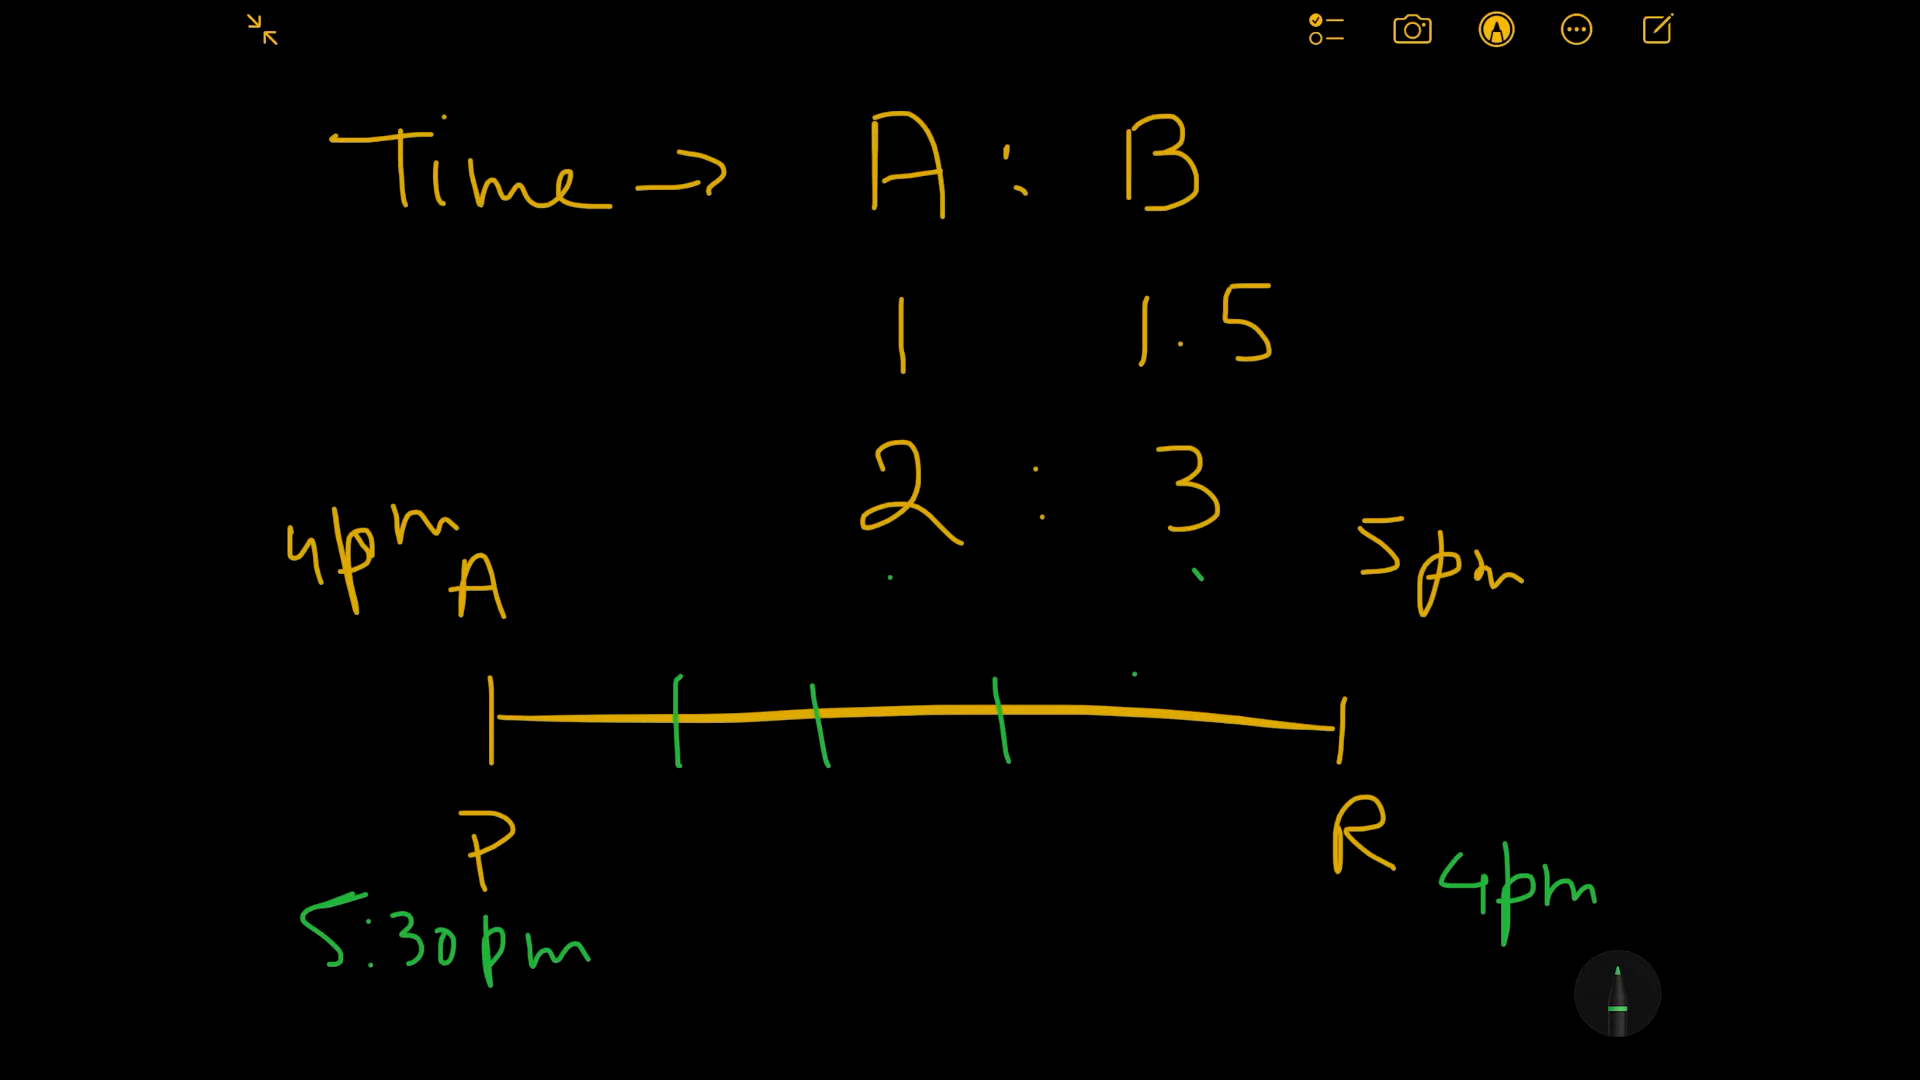 Time → A : B
1 1.5
2 : 3
4pm 5pm
A
P R
5:30pm 4pm